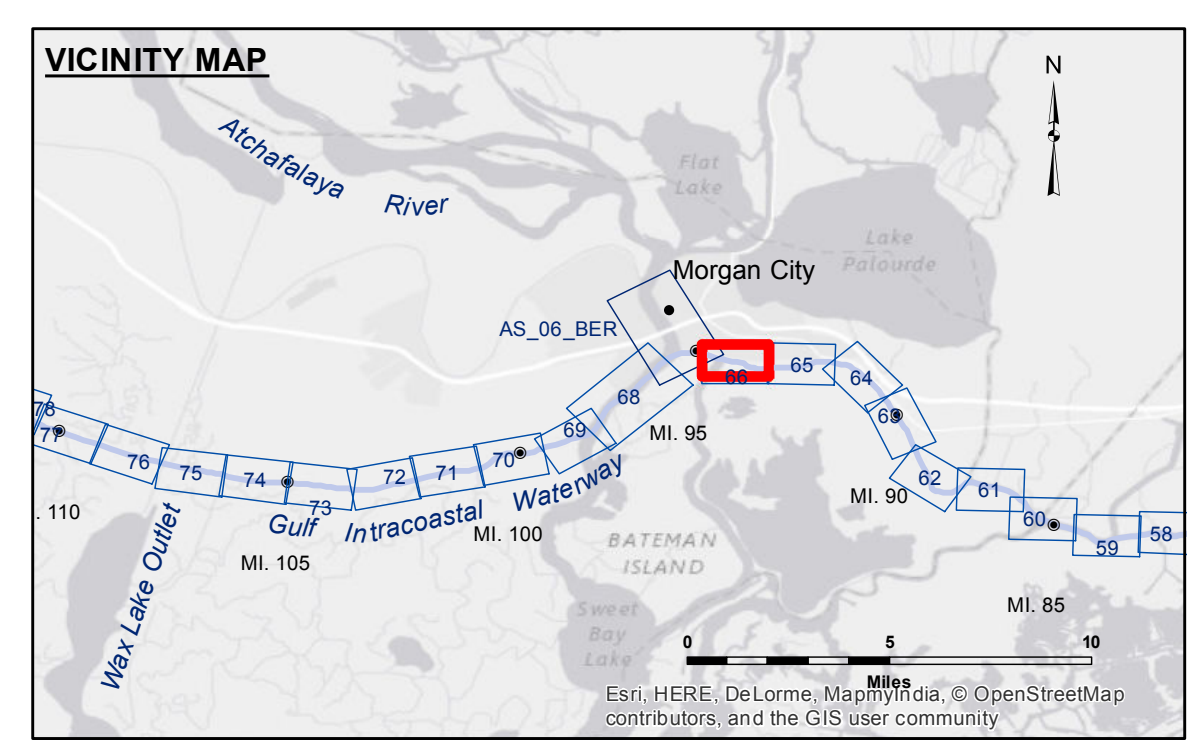 VICINITY MAP
N
Atchafalaya
River
Flat
Lake
Lake
Palourde
Morgan City
AS_06_BER
65
66
64
68
63
MI. 95
69
78
77
76
75
74
73
72
71
70
62
61
60
59
58
MI. 90
. 110
Wax Lake Outlet
Gulf Intracoastal Waterway
MI. 105
MI. 100
BATEMAN
ISLAND
MI. 85
Sweet
Bay
Lake
0 5 10
Miles
Esri, HERE, DeLorme, MapmyIndia, © OpenStreetMap
contributors, and the GIS user community